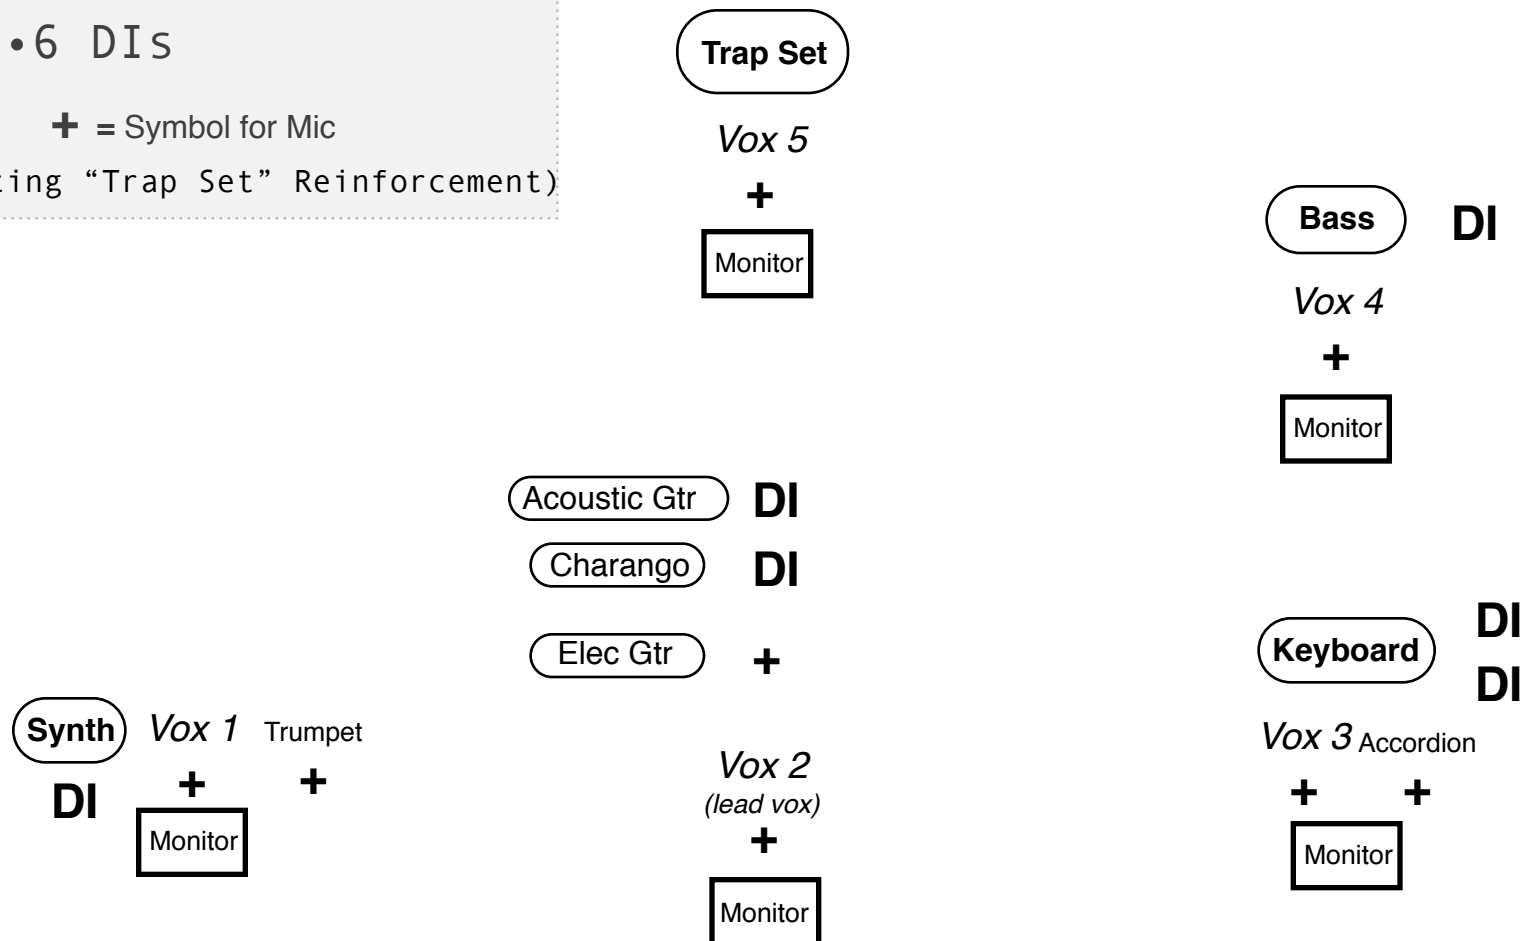 •6 DIs
+ = Symbol for Mic
“Trap Set” Reinforcement)
Trap Set
Vox 5
+
Monitor
Bass DI
Vox 4
+
Monitor
Acoustic Gtr DI
Charango DI
Elec Gtr +
Keyboard DI
DI
Vox 3 Accordion
+ +
Monitor
Synth Vox 1 Trumpet
DI + +
Monitor
Vox 2
(lead vox)
+
Monitor